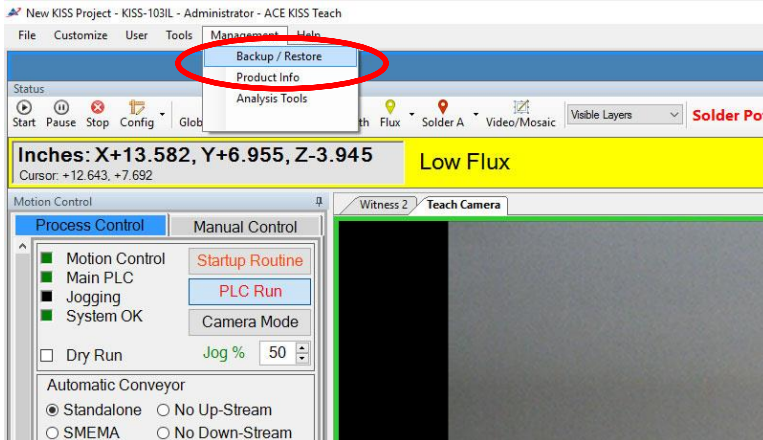 New KISS Project - KISS-103IL - Administrator - ACE KISS Teach
File Customize User Tools Management Help
Backup / Restore
Product Info
Analysis Tools
Status
Start Pause Stop Config Glob th Flux Solder A Video/Mosaic Visible Layers Solder Po
Inches: X+13.582, Y+6.955, Z-3.945
Cursor: +12.643, +7.692
Low Flux
Motion Control
Witness 2 Teach Camera
Process Control Manual Control
Motion Control Startup Routine
Main PLC
Jogging PLC Run
System OK Camera Mode
Dry Run Jog % 50
Automatic Conveyor
Standalone No Up-Stream
SMEMA No Down-Stream